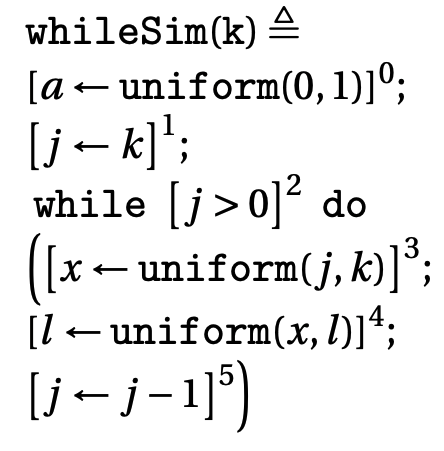 whileSim(k) ≜
[a ← uniform(0,1)]⁰;
[j ← k]¹;
while [j > 0]² do
([x ← uniform(j, k)]³;
[l ← uniform(x, l)]⁴;
[j ← j − 1]⁵)